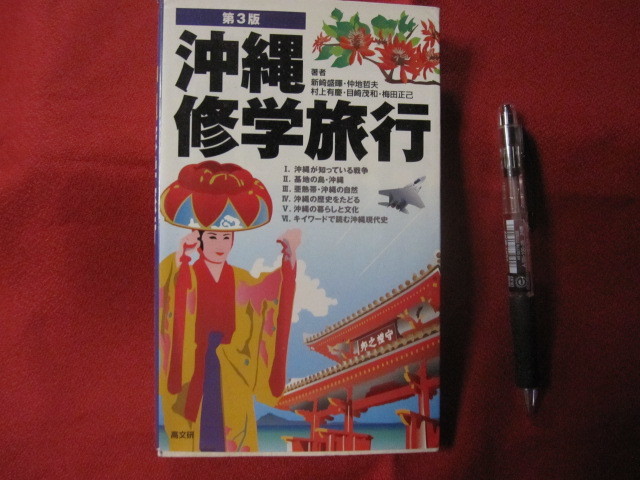 第3版
沖縄
修学旅行
著者
新崎盛暉・仲地哲夫
村上有慶・目崎茂和・梅田正己
Ⅰ. 沖縄が知っている戦争
Ⅱ. 基地の島・沖縄
Ⅲ. 亜熱帯・沖縄の自然
Ⅳ. 沖縄の歴史をたどる
Ⅴ. 沖縄の暮らしと文化
Ⅵ. キイワードで読む沖縄現代史
守禮之邦
高文研